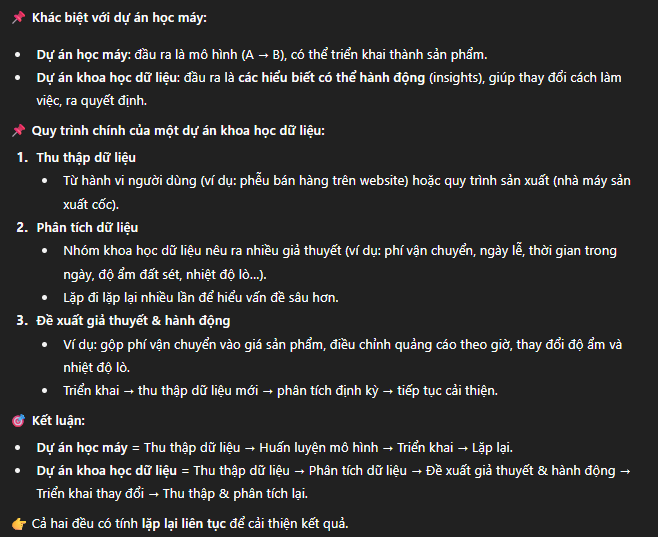 📌 Khác biệt với dự án học máy:
• Dự án học máy: đầu ra là mô hình (A → B), có thể triển khai thành sản phẩm.
• Dự án khoa học dữ liệu: đầu ra là các hiểu biết có thể hành động (insights), giúp thay đổi cách làm
việc, ra quyết định.
📌 Quy trình chính của một dự án khoa học dữ liệu:
1. Thu thập dữ liệu
• Từ hành vi người dùng (ví dụ: phễu bán hàng trên website) hoặc quy trình sản xuất (nhà máy sản
xuất cốc).
2. Phân tích dữ liệu
• Nhóm khoa học dữ liệu nêu ra nhiều giả thuyết (ví dụ: phí vận chuyển, ngày lễ, thời gian trong
ngày, độ ẩm đất sét, nhiệt độ lò...).
• Lặp đi lặp lại nhiều lần để hiểu vấn đề sâu hơn.
3. Đề xuất giả thuyết & hành động
• Ví dụ: gộp phí vận chuyển vào giá sản phẩm, điều chỉnh quảng cáo theo giờ, thay đổi độ ẩm và
nhiệt độ lò.
• Triển khai → thu thập dữ liệu mới → phân tích định kỳ → tiếp tục cải thiện.
🎯 Kết luận:
• Dự án học máy = Thu thập dữ liệu → Huấn luyện mô hình → Triển khai → Lặp lại.
• Dự án khoa học dữ liệu = Thu thập dữ liệu → Phân tích dữ liệu → Đề xuất giả thuyết & hành động →
Triển khai thay đổi → Thu thập & phân tích lại.
👉 Cả hai đều có tính lặp lại liên tục để cải thiện kết quả.